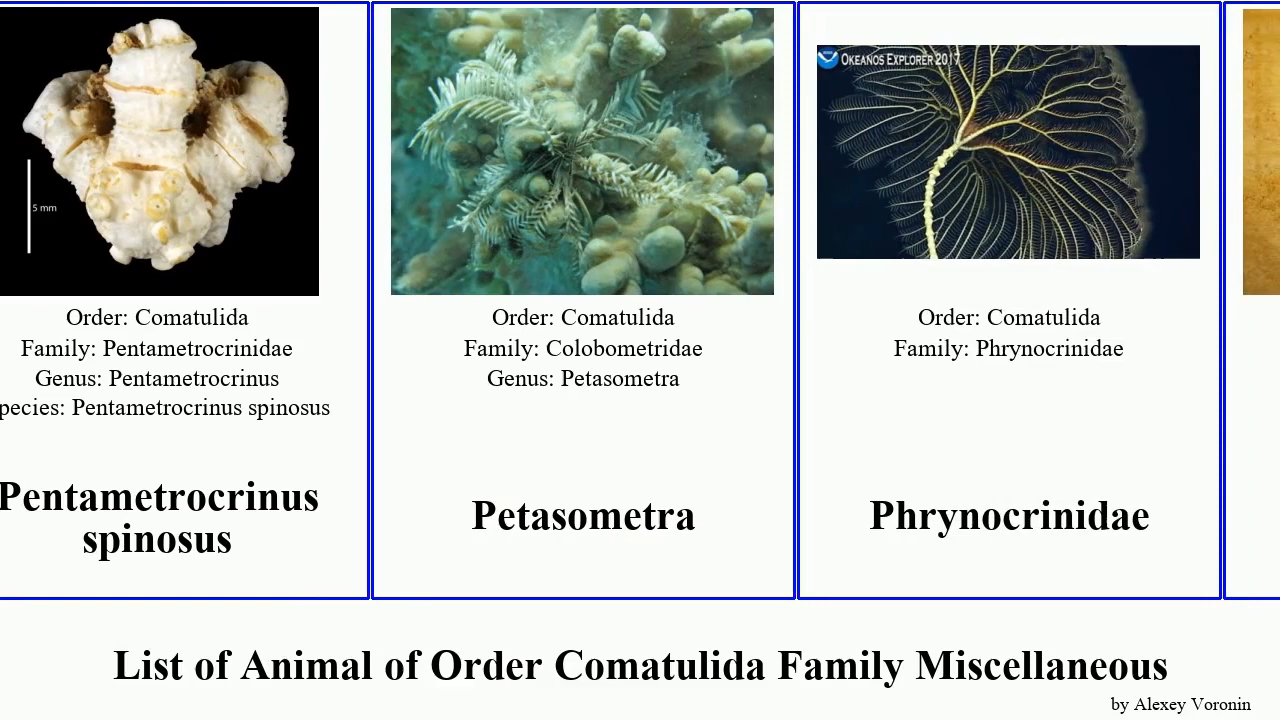 5 mm
OKEANOS EXPLORER 2017
Order: Comatulida
Family: Pentametrocrinidae
Genus: Pentametrocrinus
pecies: Pentametrocrinus spinosus
Pentametrocrinus
spinosus
Order: Comatulida
Family: Colobometridae
Genus: Petasometra
Petasometra
Order: Comatulida
Family: Phrynocrinidae
Phrynocrinidae
List of Animal of Order Comatulida Family Miscellaneous
by Alexey Voronin